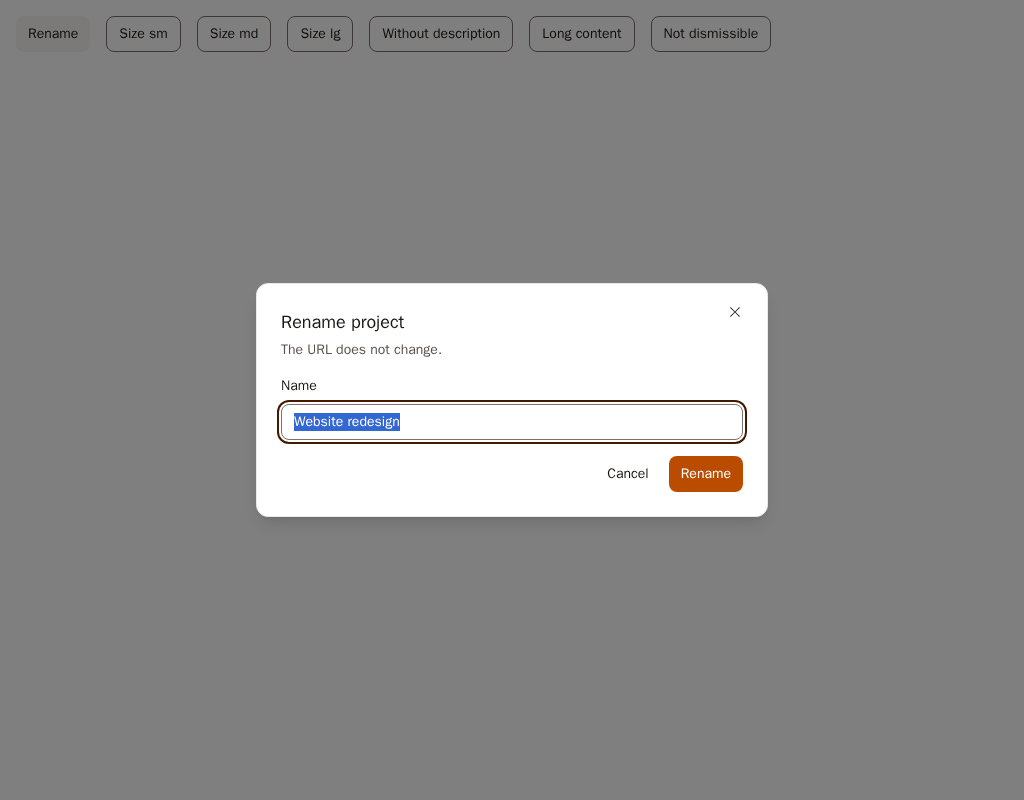 Rename Size sm Size md Size lg Without description Long content Not dismissible
Rename project
The URL does not change.
Name
Website redesign
Cancel Rename